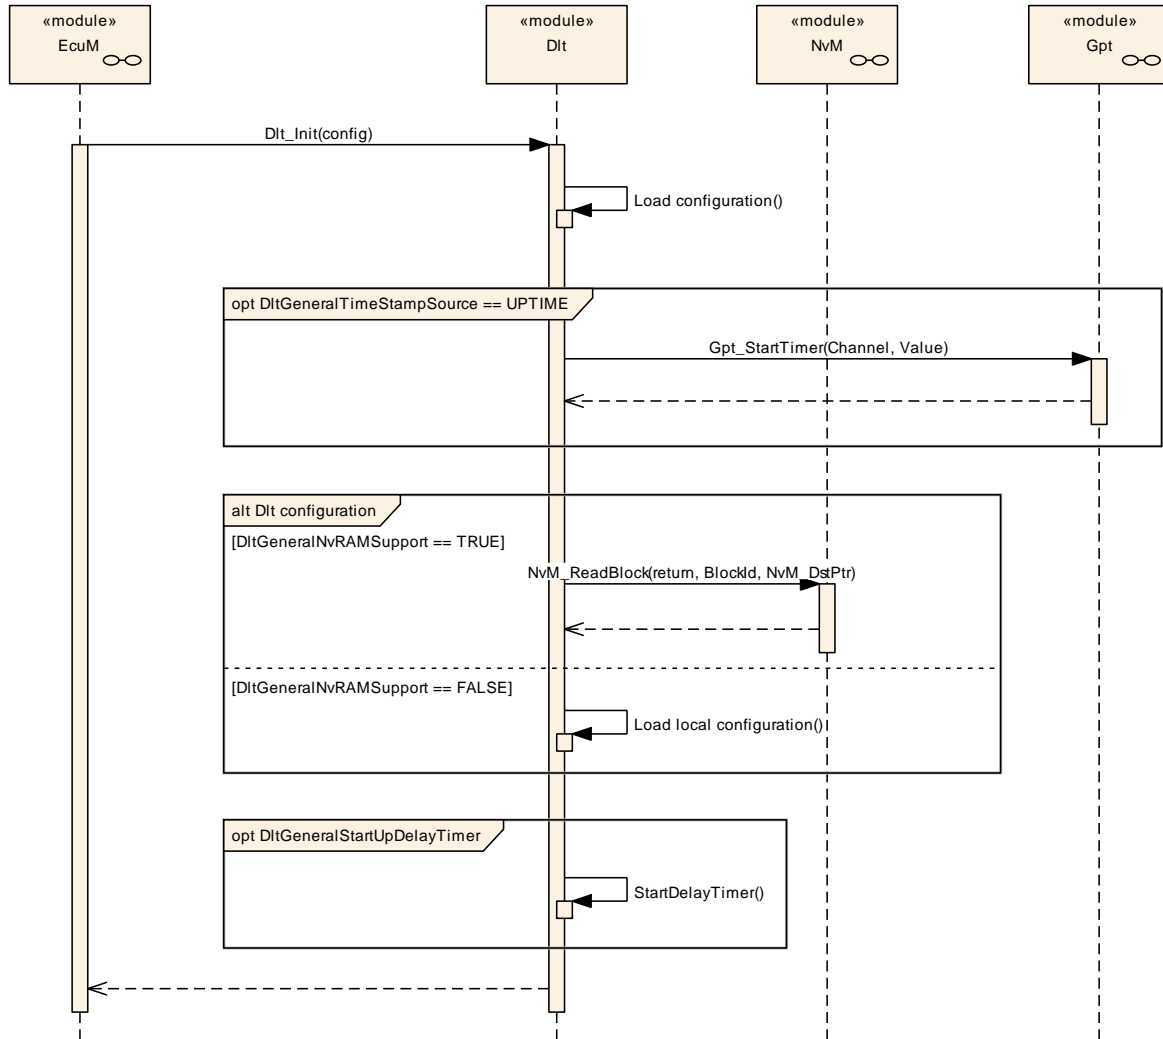 «module»
EcuM
«module»
Dlt
«module»
NvM
«module»
Gpt
Dlt_Init(config)
Load configuration()
opt DltGeneralTimeStampSource == UPTIME
Gpt_StartTimer(Channel, Value)
alt Dlt configuration
[DltGeneralNvRAMSupport == TRUE]
NvM_ReadBlock(return, BlockId, NvM_DstPtr)
[DltGeneralNvRAMSupport == FALSE]
Load local configuration()
opt DltGeneralStartUpDelayTimer
StartDelayTimer()